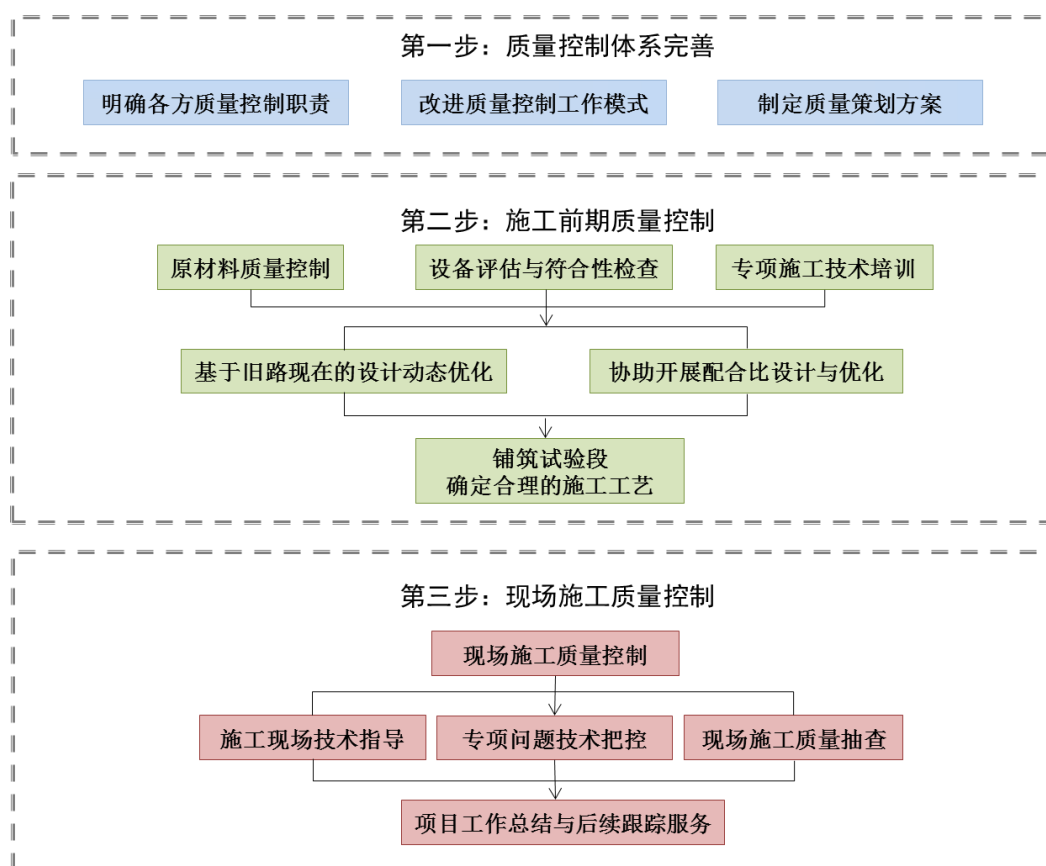 第一步：质量控制体系完善
明确各方质量控制职责
改进质量控制工作模式
制定质量策划方案
第二步：施工前期质量控制
原材料质量控制
设备评估与符合性检查
专项施工技术培训
基于旧路现在的设计动态优化
协助开展配合比设计与优化
铺筑试验段
确定合理的施工工艺
第三步：现场施工质量控制
现场施工质量控制
施工现场技术指导
专项问题技术把控
现场施工质量抽查
项目工作总结与后续跟踪服务